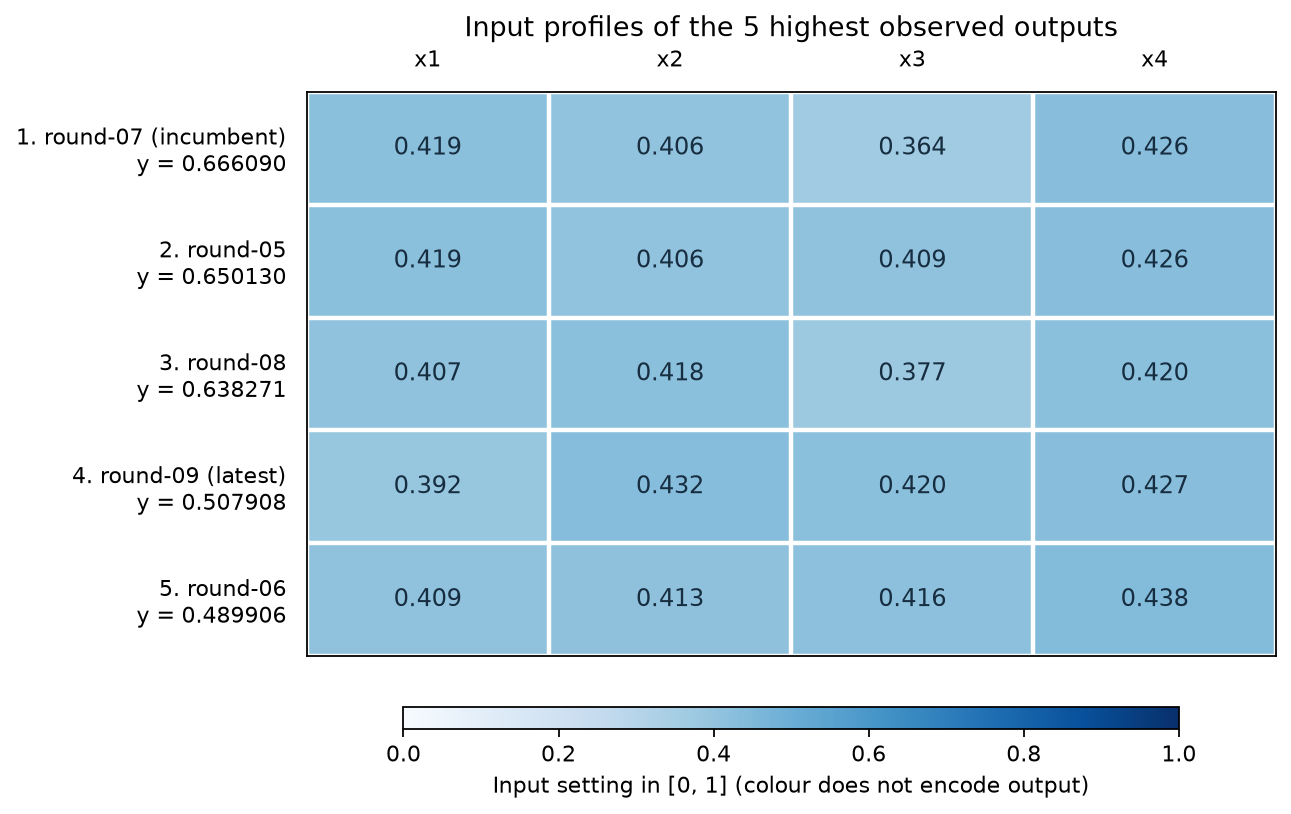 Input profiles of the 5 highest observed outputs
x1 x2 x3 x4
1. round-07 (incumbent)
y = 0.666090
0.419 0.406 0.364 0.426
2. round-05
y = 0.650130
0.419 0.406 0.409 0.426
3. round-08
y = 0.638271
0.407 0.418 0.377 0.420
4. round-09 (latest)
y = 0.507908
0.392 0.432 0.420 0.427
5. round-06
y = 0.489906
0.409 0.413 0.416 0.438
0.0 0.2 0.4 0.6 0.8 1.0
Input setting in [0, 1] (colour does not encode output)